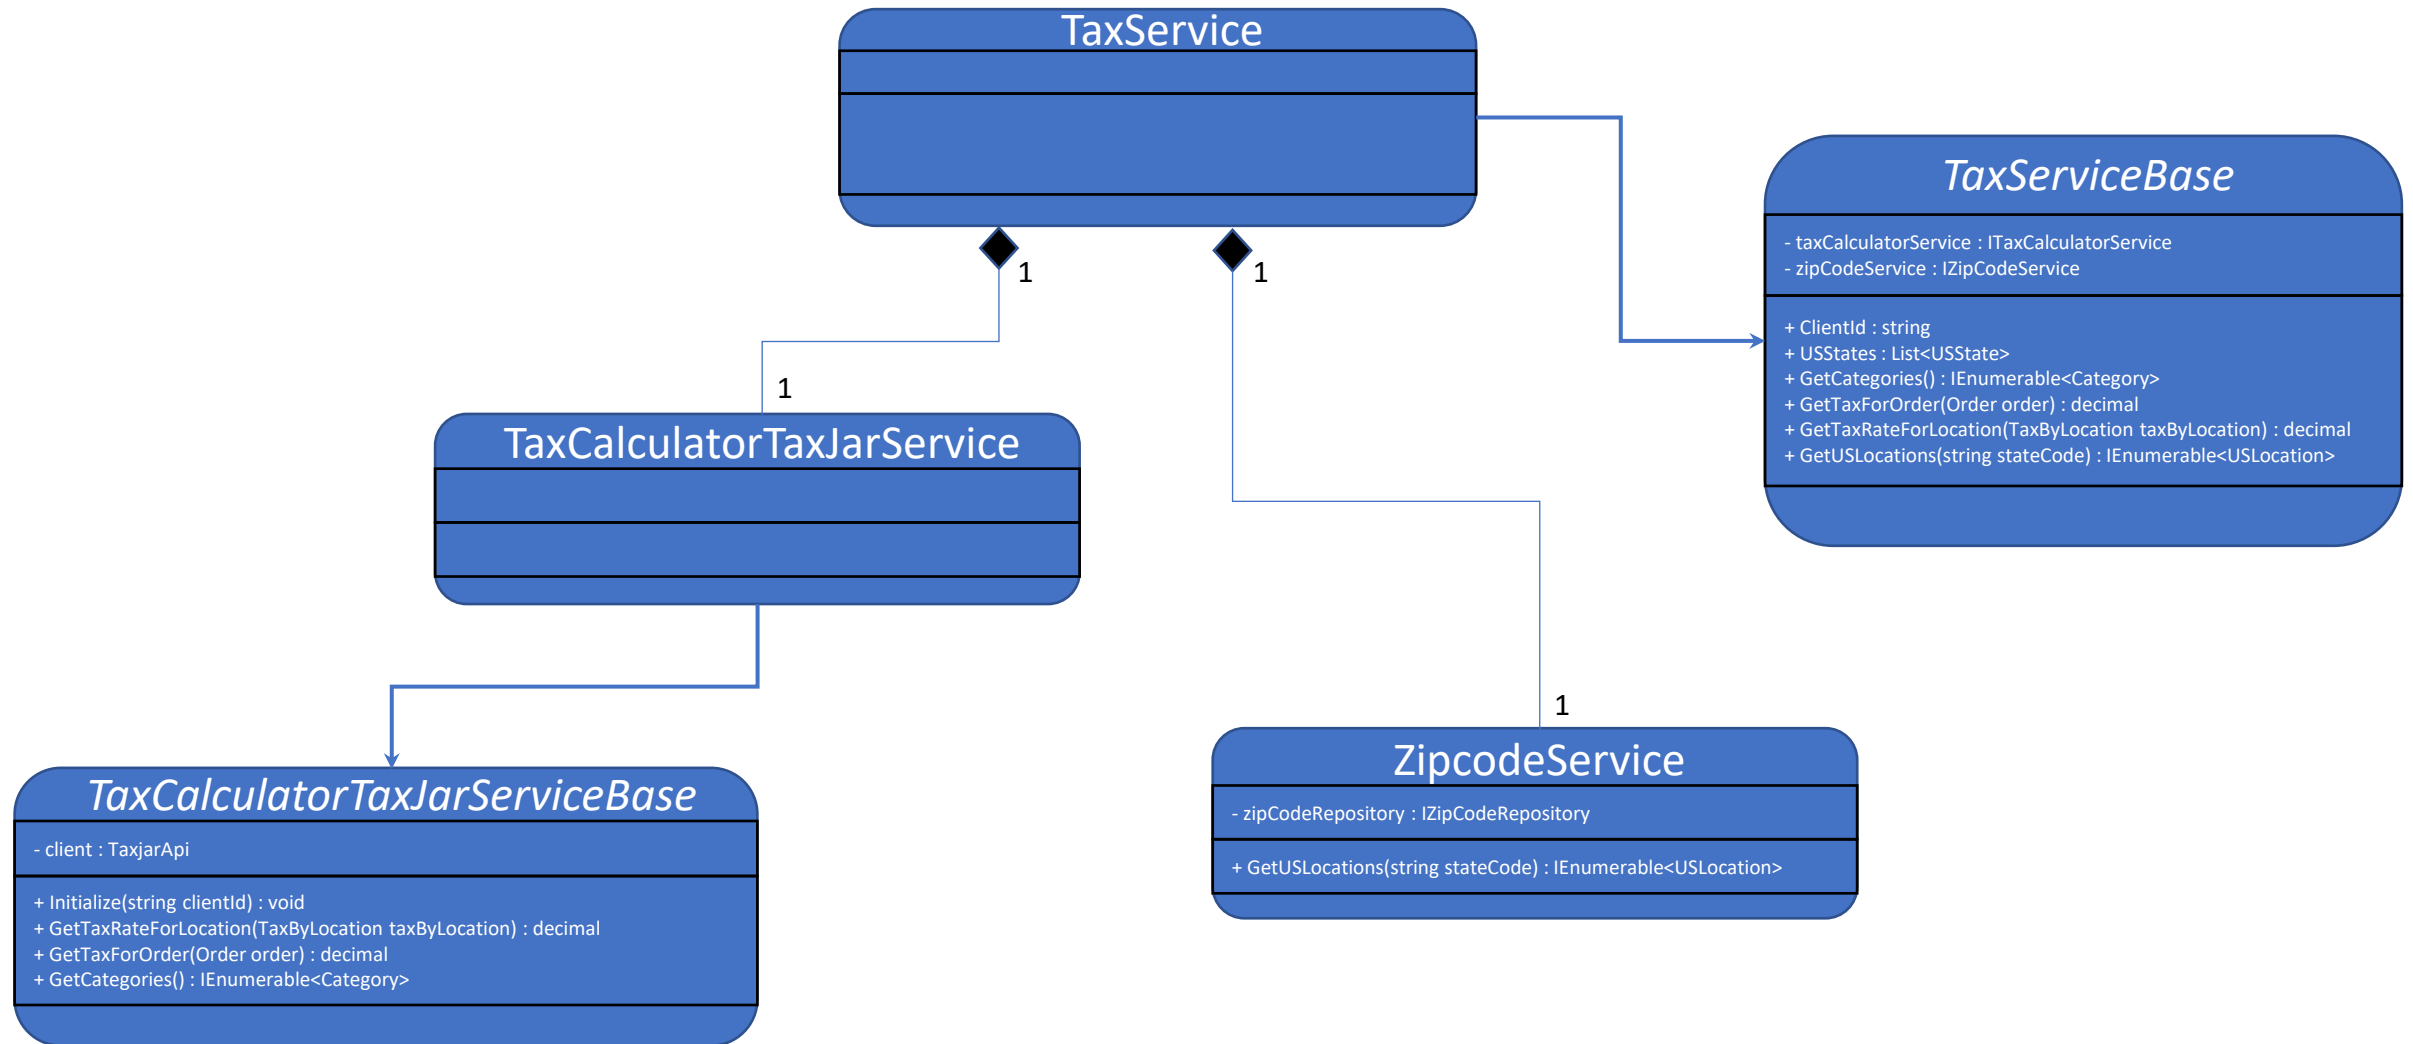 TaxService
TaxServiceBase
- taxCalculatorService : ITaxCalculatorService
- zipCodeService : IZipCodeService
+ ClientId : string
+ USStates : List<USState>
+ GetCategories() : IEnumerable<Category>
+ GetTaxForOrder(Order order) : decimal
+ GetTaxRateForLocation(TaxByLocation taxByLocation) : decimal
+ GetUSLocations(string stateCode) : IEnumerable<USLocation>
1
1
1
TaxCalculatorTaxJarService
1
ZipcodeService
- zipCodeRepository : IZipCodeRepository
+ GetUSLocations(string stateCode) : IEnumerable<USLocation>
TaxCalculatorTaxJarServiceBase
- client : TaxjarApi
+ Initialize(string clientId) : void
+ GetTaxRateForLocation(TaxByLocation taxByLocation) : decimal
+ GetTaxForOrder(Order order) : decimal
+ GetCategories() : IEnumerable<Category>